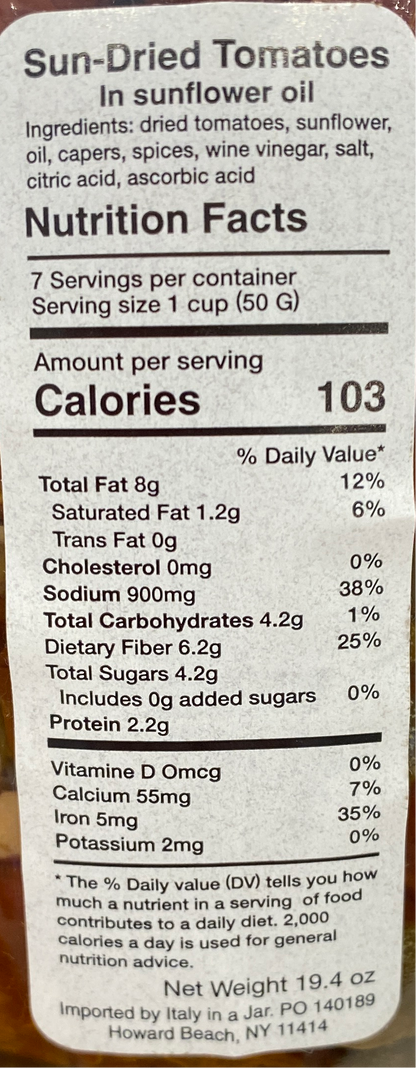 Sun-Dried Tomatoes
In sunflower oil
Ingredients: dried tomatoes, sunflower,
oil, capers, spices, wine vinegar, salt,
citric acid, ascorbic acid
Nutrition Facts
7 Servings per container
Serving size 1 cup (50 G)
Amount per serving
Calories 103
% Daily Value*
Total Fat 8g 12%
Saturated Fat 1.2g 6%
Trans Fat 0g
Cholesterol 0mg 0%
Sodium 900mg 38%
Total Carbohydrates 4.2g 1%
Dietary Fiber 6.2g 25%
Total Sugars 4.2g
Includes 0g added sugars 0%
Protein 2.2g
Vitamine D Omcg 0%
Calcium 55mg 7%
Iron 5mg 35%
Potassium 2mg 0%
* The % Daily value (DV) tells you how
much a nutrient in a serving of food
contributes to a daily diet. 2,000
calories a day is used for general
nutrition advice.
Net Weight 19.4 oz
Imported by Italy in a Jar. PO 140189
Howard Beach, NY 11414